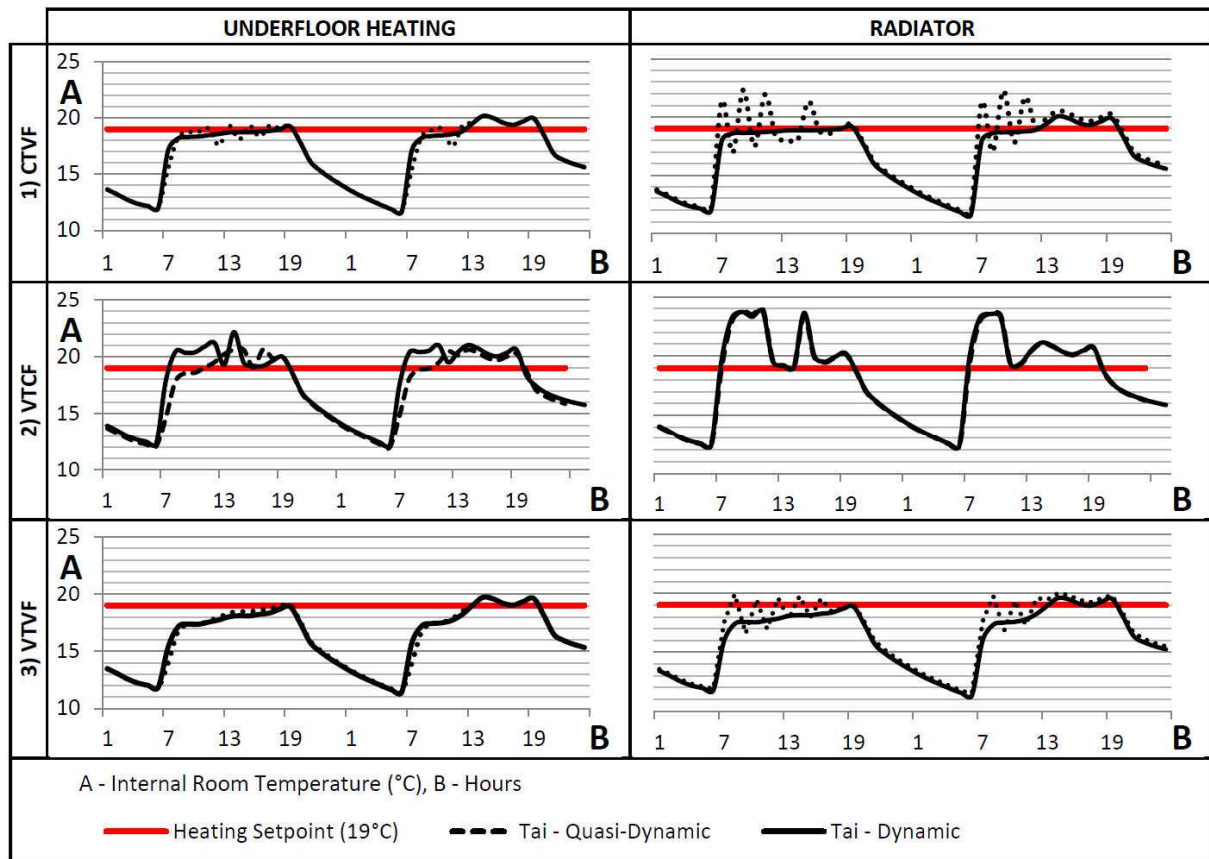 UNDERFLOOR HEATING RADIATOR
1) CTVF
25
A
20
15
10
1 7 13 19 1 7 13 19 B
1 7 13 19 1 7 13 19 B
2) VTCF
25
A
20
15
10
1 7 13 19 1 7 13 19 B
1 7 13 19 1 7 13 19 B
3) VTVF
25
A
20
15
10
1 7 13 19 1 7 13 19 B
1 7 13 19 1 7 13 19 B
A - Internal Room Temperature (°C), B - Hours
Heating Setpoint (19°C) Tai - Quasi-Dynamic Tai - Dynamic